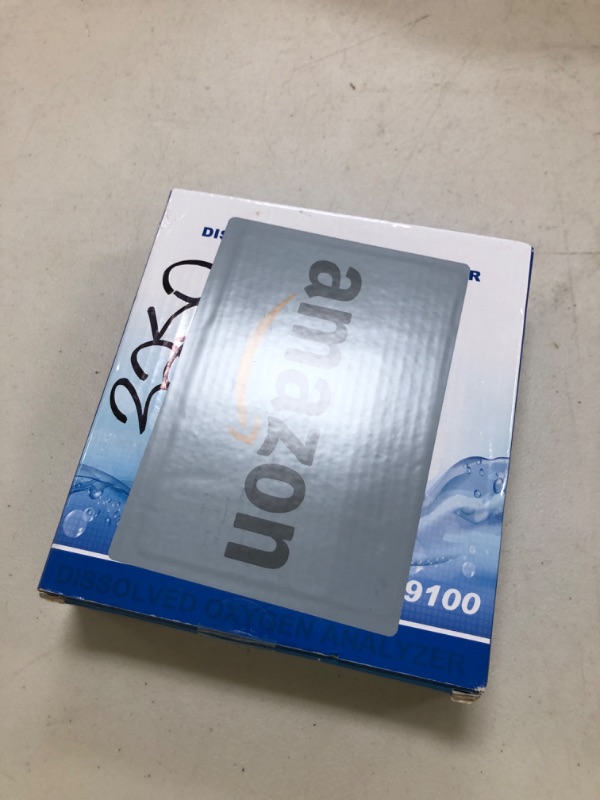 DIS
R
2250
amazon
9100
DISSOLVED OXYGEN ANALYZER